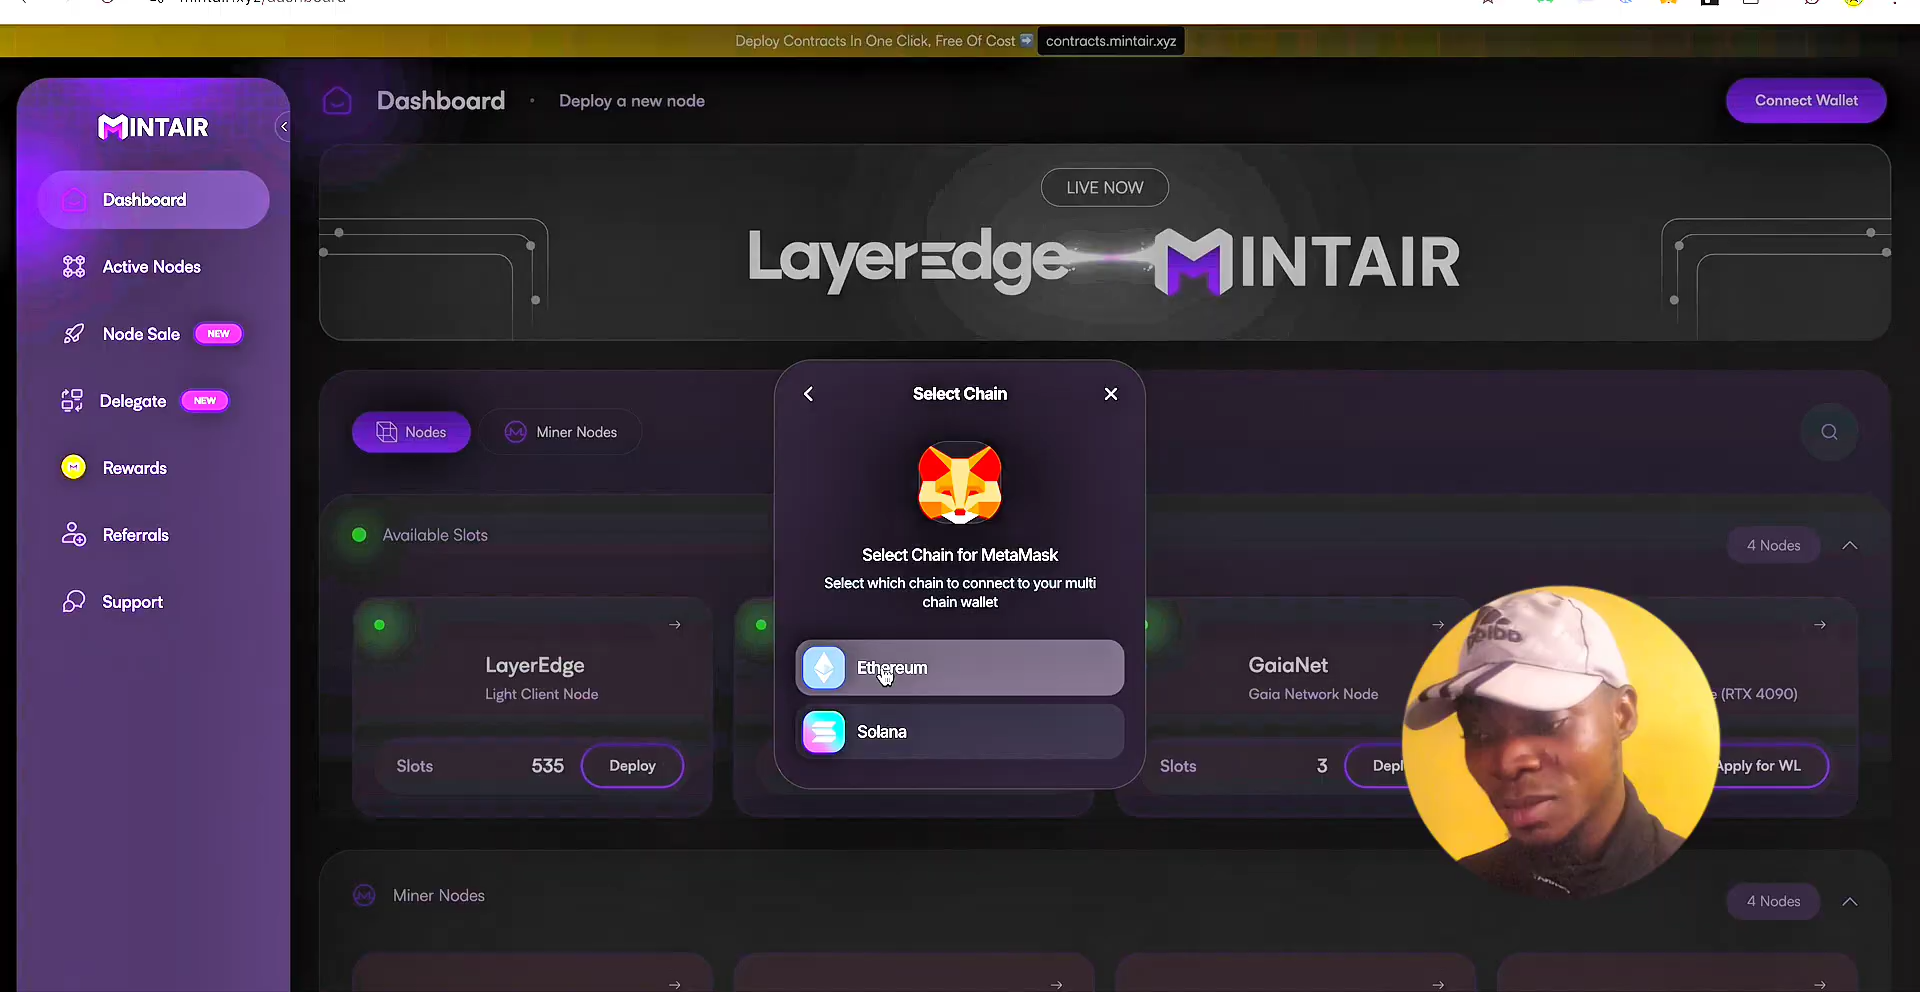 Deploy Contracts In One Click, Free Of Cost ➡ contracts.mintair.xyz
MINTAIR
Dashboard
Active Nodes
Node Sale NEW
Delegate NEW
Rewards
Referrals
Support
Dashboard · Deploy a new node
Connect Wallet
LIVE NOW
LayerEdge MINTAIR
Nodes
Miner Nodes
Select Chain
Select Chain for MetaMask
Select which chain to connect to your multi
chain wallet
Ethereum
Solana
Available Slots
4 Nodes
LayerEdge
Light Client Node
Slots 535 Deploy
GaiaNet
Gaia Network Node
Slots 3
(RTX 4090)
Apply for WL
Miner Nodes
4 Nodes